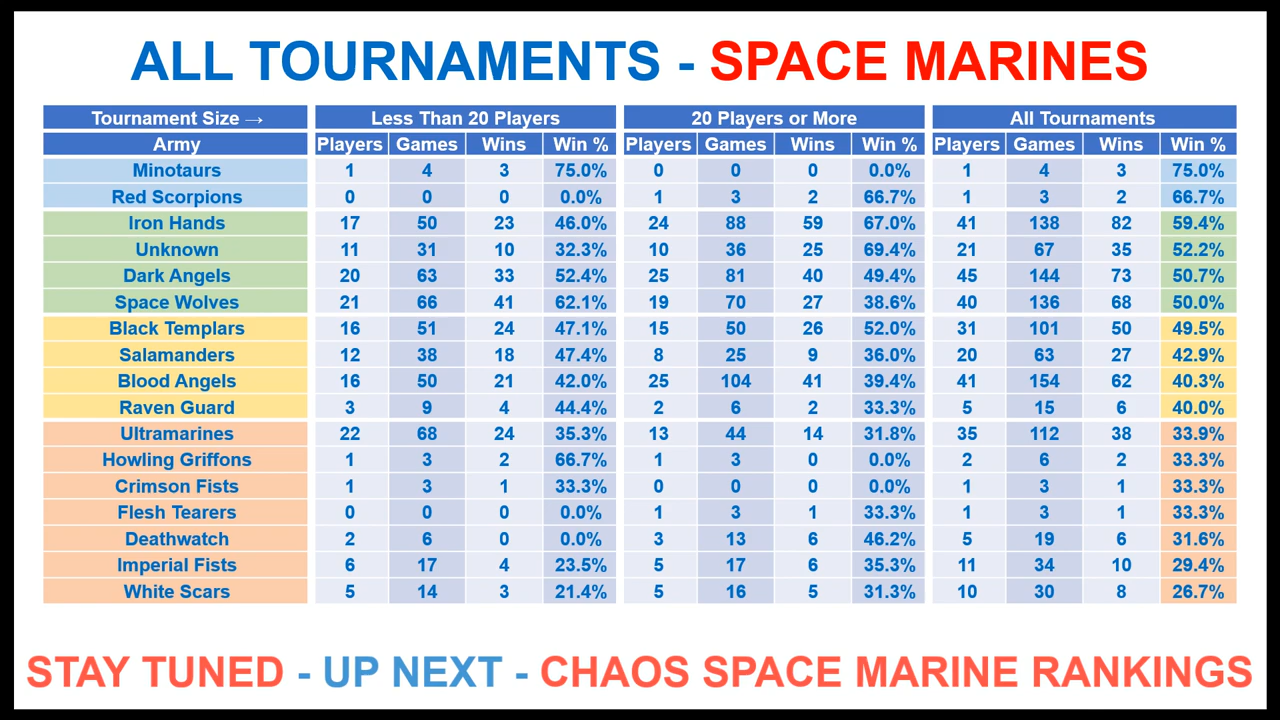 ALL TOURNAMENTS - SPACE MARINES
Tournament Size → Less Than 20 Players 20 Players or More All Tournaments
Army Players Games Wins Win % Players Games Wins Win % Players Games Wins Win %
Minotaurs 1 4 3 75.0% 0 0 0 0.0% 1 4 3 75.0%
Red Scorpions 0 0 0 0.0% 1 3 2 66.7% 1 3 2 66.7%
Iron Hands 17 50 23 46.0% 24 88 59 67.0% 41 138 82 59.4%
Unknown 11 31 10 32.3% 10 36 25 69.4% 21 67 35 52.2%
Dark Angels 20 63 33 52.4% 25 81 40 49.4% 45 144 73 50.7%
Space Wolves 21 66 41 62.1% 19 70 27 38.6% 40 136 68 50.0%
Black Templars 16 51 24 47.1% 15 50 26 52.0% 31 101 50 49.5%
Salamanders 12 38 18 47.4% 8 25 9 36.0% 20 63 27 42.9%
Blood Angels 16 50 21 42.0% 25 104 41 39.4% 41 154 62 40.3%
Raven Guard 3 9 4 44.4% 2 6 2 33.3% 5 15 6 40.0%
Ultramarines 22 68 24 35.3% 13 44 14 31.8% 35 112 38 33.9%
Howling Griffons 1 3 2 66.7% 1 3 0 0.0% 2 6 2 33.3%
Crimson Fists 1 3 1 33.3% 0 0 0 0.0% 1 3 1 33.3%
Flesh Tearers 0 0 0 0.0% 1 3 1 33.3% 1 3 1 33.3%
Deathwatch 2 6 0 0.0% 3 13 6 46.2% 5 19 6 31.6%
Imperial Fists 6 17 4 23.5% 5 17 6 35.3% 11 34 10 29.4%
White Scars 5 14 3 21.4% 5 16 5 31.3% 10 30 8 26.7%
STAY TUNED - UP NEXT - CHAOS SPACE MARINE RANKINGS